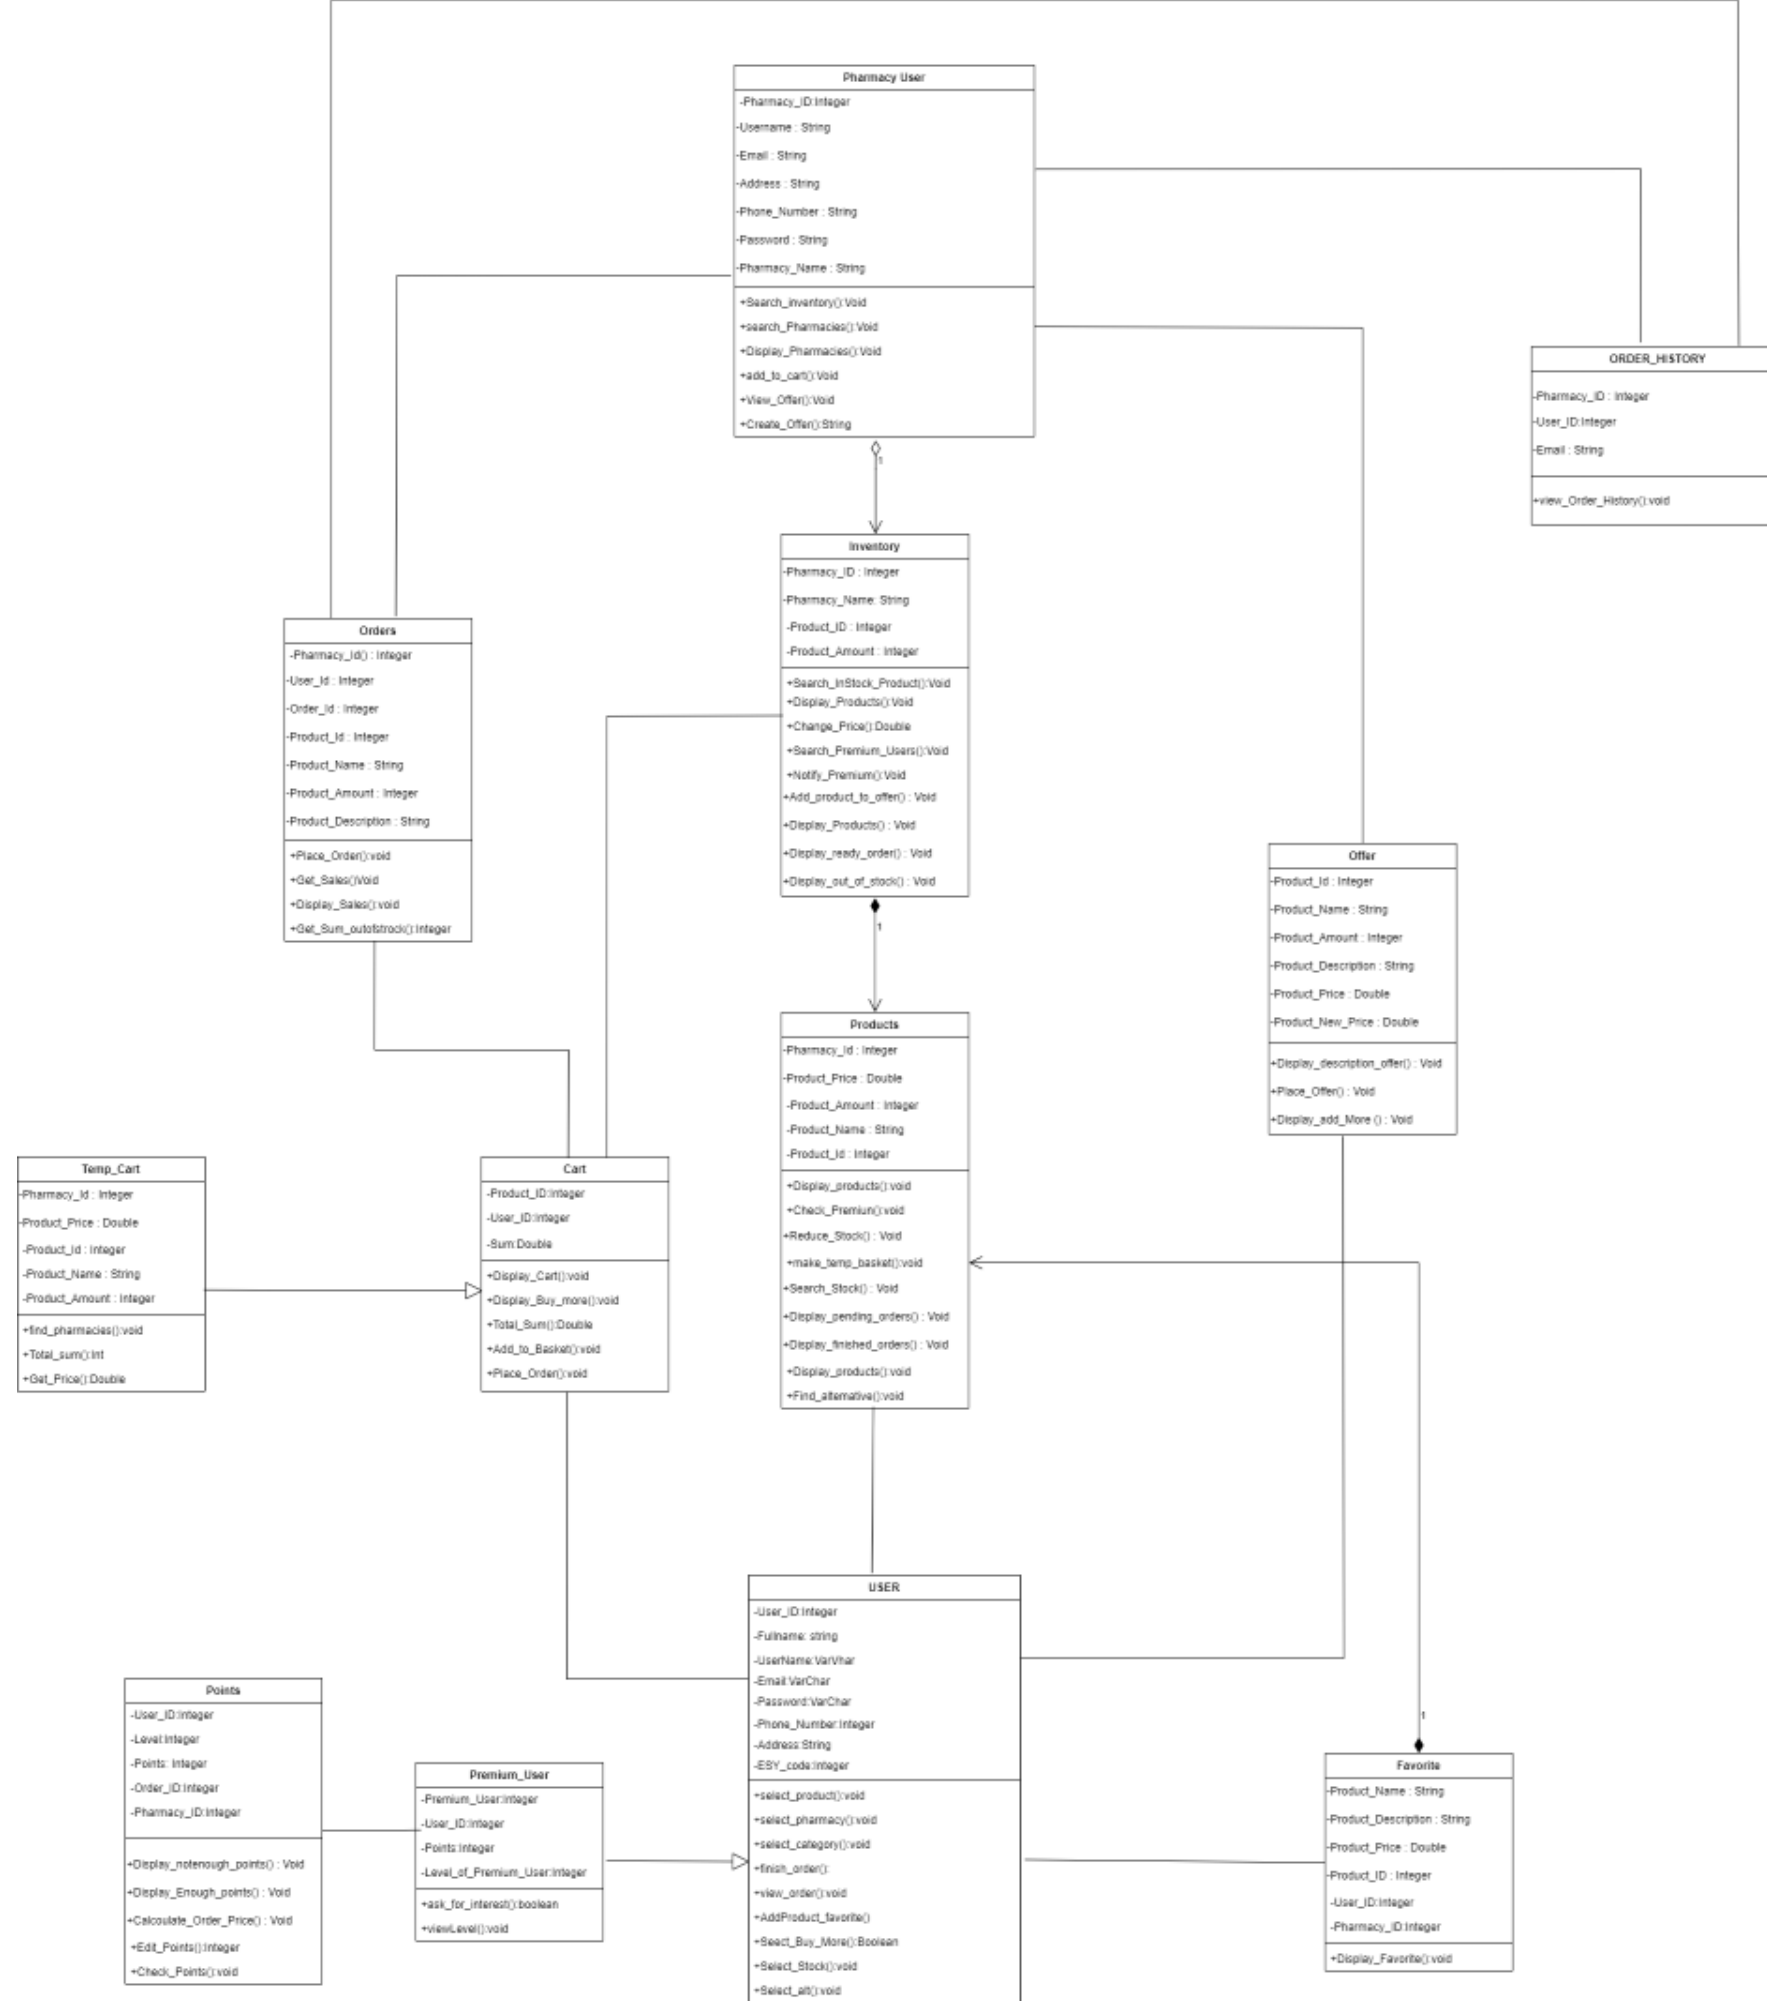 Pharmacy User
-Pharmacy_ID:Integer
-Username : String
-Email : String
-Address : String
-Phone_Number : String
-Password : String
-Pharmacy_Name : String
+Search_inventory():Void
+search_Pharmacies():Void
+Display_Pharmacies():Void
+add_to_cart():Void
+View_Offer():Void
+Create_Offer():String
1
ORDER_HISTORY
-Pharmacy_ID : Integer
-User_ID:Integer
-Email : String
+view_Order_History():void
Inventory
-Pharmacy_ID : Integer
-Pharmacy_Name: String
-Product_ID : Integer
-Product_Amount : Integer
+Search_InStock_Product():Void
+Display_Products():Void
+Change_Price():Double
+Search_Premium_Users():Void
+Notify_Premium():Void
+Add_product_to_offer() : Void
+Display_Products() : Void
+Display_ready_order() : Void
+Display_out_of_stock() : Void
1
Orders
-Pharmacy_Id() : Integer
-User_Id : Integer
-Order_Id : Integer
-Product_Id : Integer
-Product_Name : String
-Product_Amount : Integer
-Product_Description : String
+Place_Order():void
+Get_Sales()Void
+Display_Sales():void
+Get_Sum_outofstrock():Integer
Offer
-Product_Id : Integer
-Product_Name : String
-Product_Amount : Integer
-Product_Description : String
-Product_Price : Double
-Product_New_Price : Double
+Display_description_offer() : Void
+Place_Offer() : Void
+Display_add_More () : Void
Products
-Pharmacy_Id : Integer
-Product_Price : Double
-Product_Amount : Integer
-Product_Name : String
-Product_Id : Integer
+Display_products():void
+Check_Premiun():void
+Reduce_Stock() : Void
+make_temp_basket():void
+Search_Stock() : Void
+Display_pending_orders() : Void
+Display_finished_orders() : Void
+Display_products():void
+Find_alternative():void
Temp_Cart
-Pharmacy_Id : Integer
-Product_Price : Double
-Product_Id : Integer
-Product_Name : String
-Product_Amount : Integer
+find_pharmacies():void
+Total_sum():Int
+Get_Price():Double
Cart
-Product_ID:Integer
-User_ID:Integer
-Sum:Double
+Display_Cart():void
+Display_Buy_more():void
+Total_Sum():Double
+Add_to_Basket():void
+Place_Order():void
USER
-User_ID:Integer
-Fullname: string
-UserName:VarVhar
-Email:VarChar
-Password:VarChar
-Phone_Number:Integer
-Address:String
-ESY_code:Integer
+select_product():void
+select_pharmacy():void
+select_category():void
+finish_order():
+view_order():void
+AddProduct_favorite()
+Seect_Buy_More():Boolean
+Select_Stock():void
+Select_alt():void
Points
-User_ID:Integer
-Level:Integer
-Points: Integer
-Order_ID:Integer
-Pharmacy_ID:Integer
+Display_notenough_points() : Void
+Display_Enough_points() : Void
+Calcoulate_Order_Price() : Void
+Edit_Points():Integer
+Check_Points():void
Premium_User
-Premium_User:Integer
-User_ID:Integer
-Points:Integer
-Level_of_Premium_User:Integer
+ask_for_interest():boolean
+viewLevel():void
1
Favorite
-Product_Name : String
-Product_Description : String
-Product_Price : Double
-Product_ID : Integer
-User_ID:Integer
-Pharmacy_ID:Integer
+Display_Favorite():void